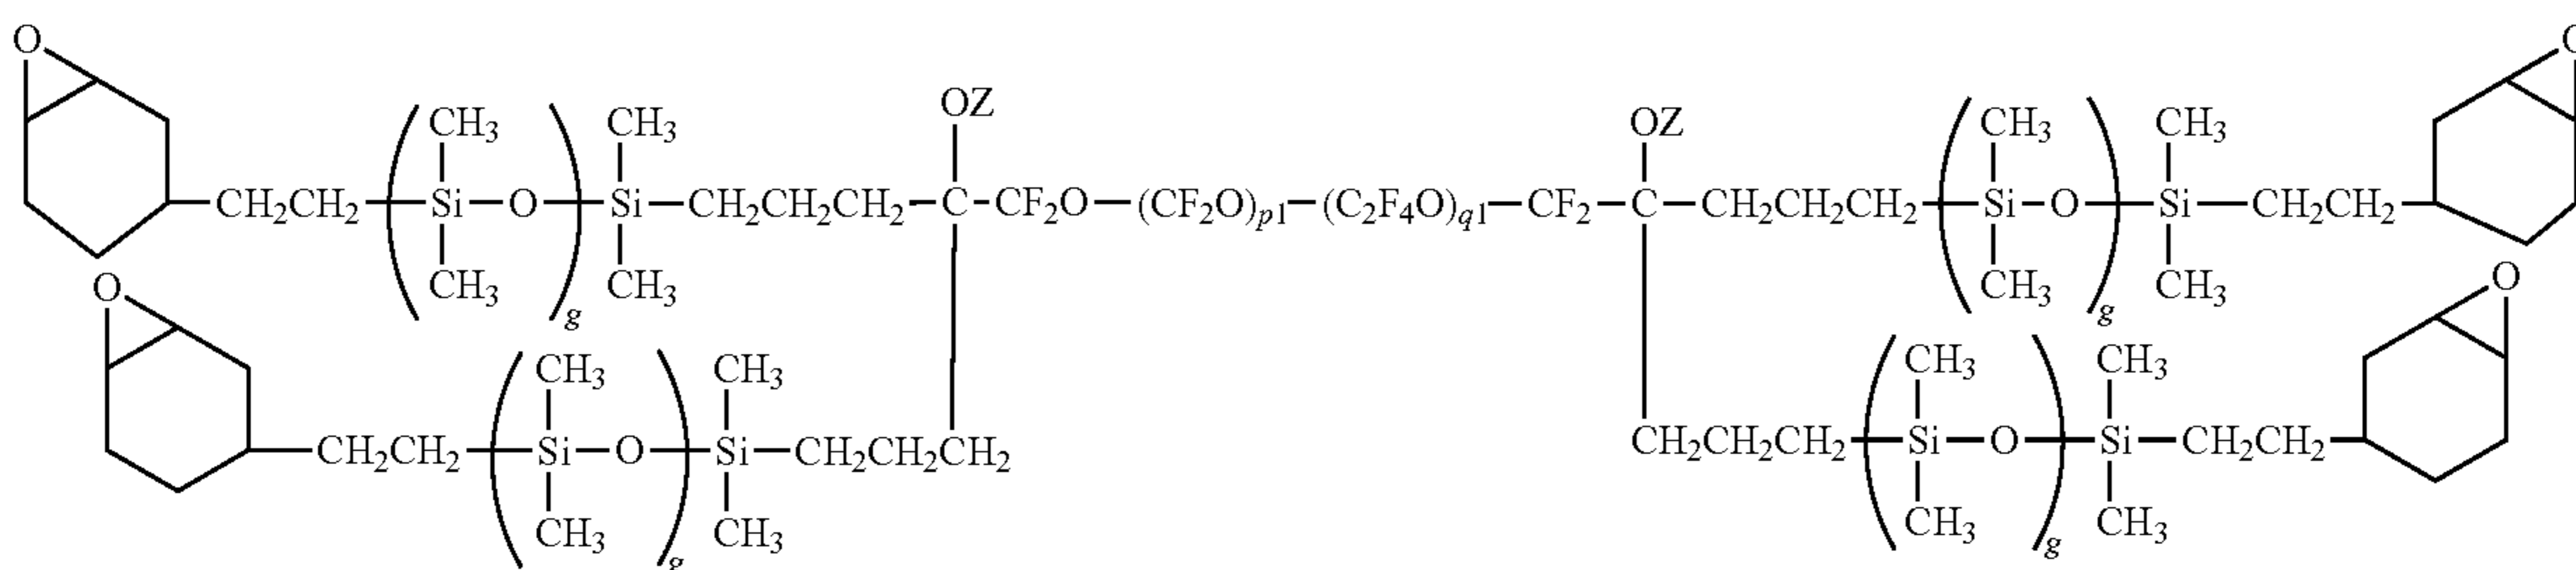 O O
OZ OZ
CH3 CH3 CH3 CH3
CH2CH2 Si—O—Si—CH2CH2CH2—C—CF2O—(CF2O)p1—(C2F4O)q1—CF2—C—CH2CH2CH2 Si—O—Si—CH2CH2
CH3 CH3 CH3 CH3
g g
O O
CH3 CH3 CH3 CH3
CH2CH2 Si—O—Si—CH2CH2CH2 CH2CH2CH2 Si—O—Si—CH2CH2
CH3 CH3 CH3 CH3
g g